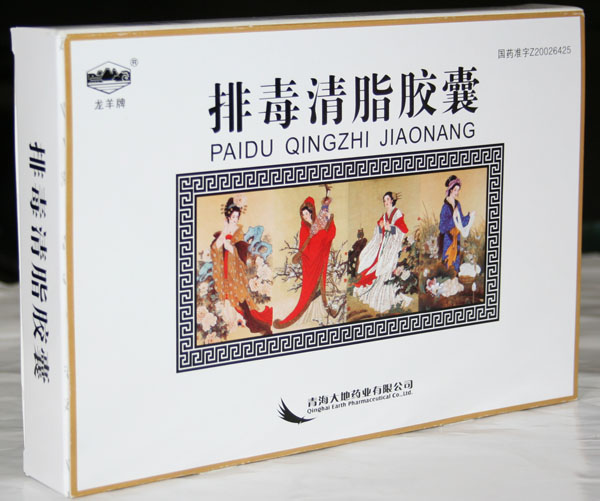 ®
龙羊牌
国药准字Z20026425
排毒清脂胶囊
PAIDU QINGZHI JIAONANG
排毒清脂胶囊
青海大地药业有限公司
Qinghai Earth Pharmaceutical Co.,Ltd.